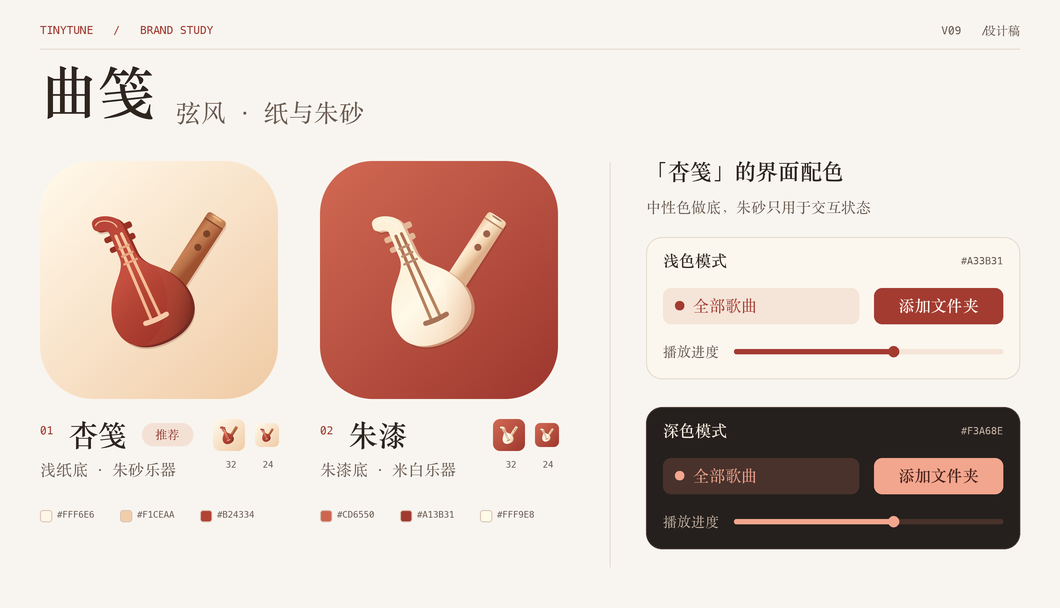 TINYTUNE / BRAND STUDY
V09 /设计稿
曲笺
弦风 · 纸与朱砂
01 杏笺 推荐
32 24
浅纸底 · 朱砂乐器
#FFF6E6 #F1CEAA #B24334
02 朱漆
32 24
朱漆底 · 米白乐器
#CD6550 #A13B31 #FFF9E8
「杏笺」的界面配色
中性色做底，朱砂只用于交互状态
浅色模式 #A33B31
全部歌曲 添加文件夹
播放进度
深色模式 #F3A68E
全部歌曲 添加文件夹
播放进度